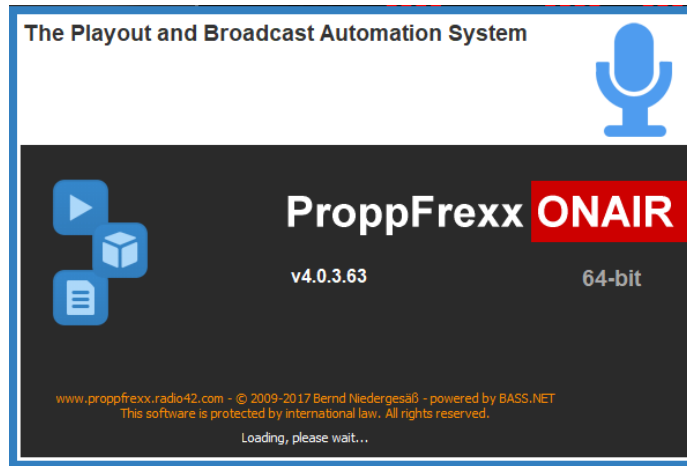 The Playout and Broadcast Automation System
ProppFrexx ONAIR
v4.0.3.63 64-bit
www.proppfrexx.radio42.com - © 2009-2017 Bernd Niedergesäß - powered by BASS.NET
This software is protected by international law. All rights reserved.
Loading, please wait...